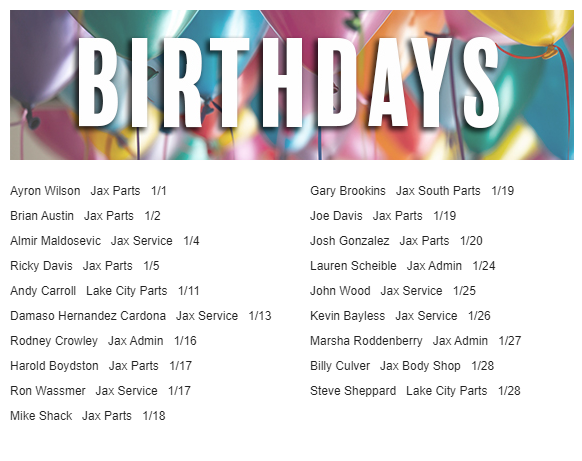 BIRTHDAYS
Ayron Wilson Jax Parts 1/1
Brian Austin Jax Parts 1/2
Almir Maldosevic Jax Service 1/4
Ricky Davis Jax Parts 1/5
Andy Carroll Lake City Parts 1/11
Damaso Hernandez Cardona Jax Service 1/13
Rodney Crowley Jax Admin 1/16
Harold Boydston Jax Parts 1/17
Ron Wassmer Jax Service 1/17
Mike Shack Jax Parts 1/18
Gary Brookins Jax South Parts 1/19
Joe Davis Jax Parts 1/19
Josh Gonzalez Jax Parts 1/20
Lauren Scheible Jax Admin 1/24
John Wood Jax Service 1/25
Kevin Bayless Jax Service 1/26
Marsha Roddenberry Jax Admin 1/27
Billy Culver Jax Body Shop 1/28
Steve Sheppard Lake City Parts 1/28